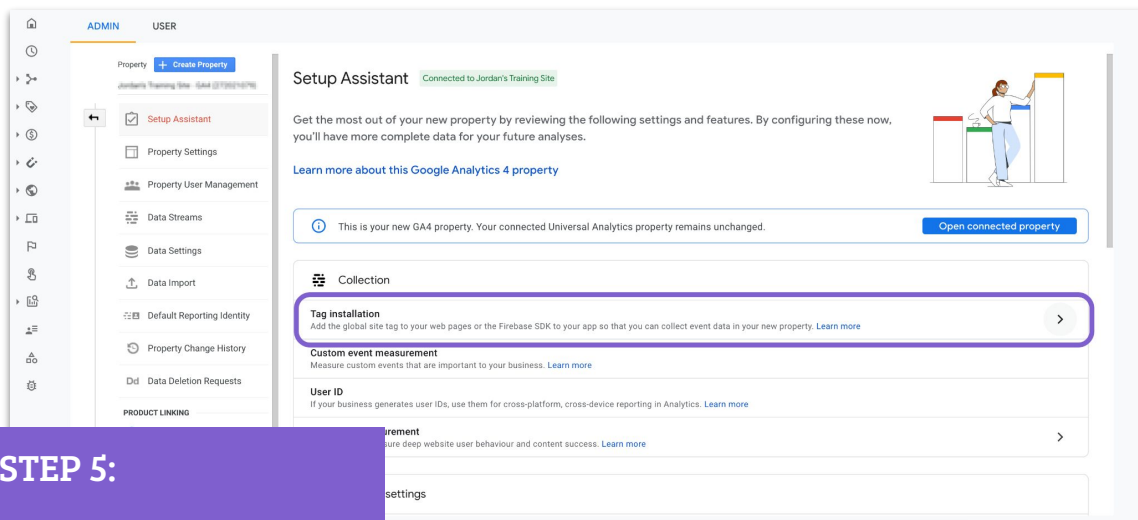 ADMIN
USER
Property
+ Create Property
Setup Assistant
Property Settings
Property User Management
Data Streams
Data Settings
Data Import
Default Reporting Identity
Property Change History
Dd Data Deletion Requests
PRODUCT LINKING
Setup Assistant
Connected to Jordan's Training Site
Get the most out of your new property by reviewing the following settings and features. By configuring these now,
you'll have more complete data for your future analyses.
Learn more about this Google Analytics 4 property
This is your new GA4 property. Your connected Universal Analytics property remains unchanged.
Open connected property
Collection
Tag installation
Add the global site tag to your web pages or the Firebase SDK to your app so that you can collect event data in your new property. Learn more
Custom event measurement
Measure custom events that are important to your business. Learn more
User ID
If your business generates user IDs, use them for cross-platform, cross-device reporting in Analytics. Learn more
deep website user behaviour and content success. Learn more
settings
STEP 5: